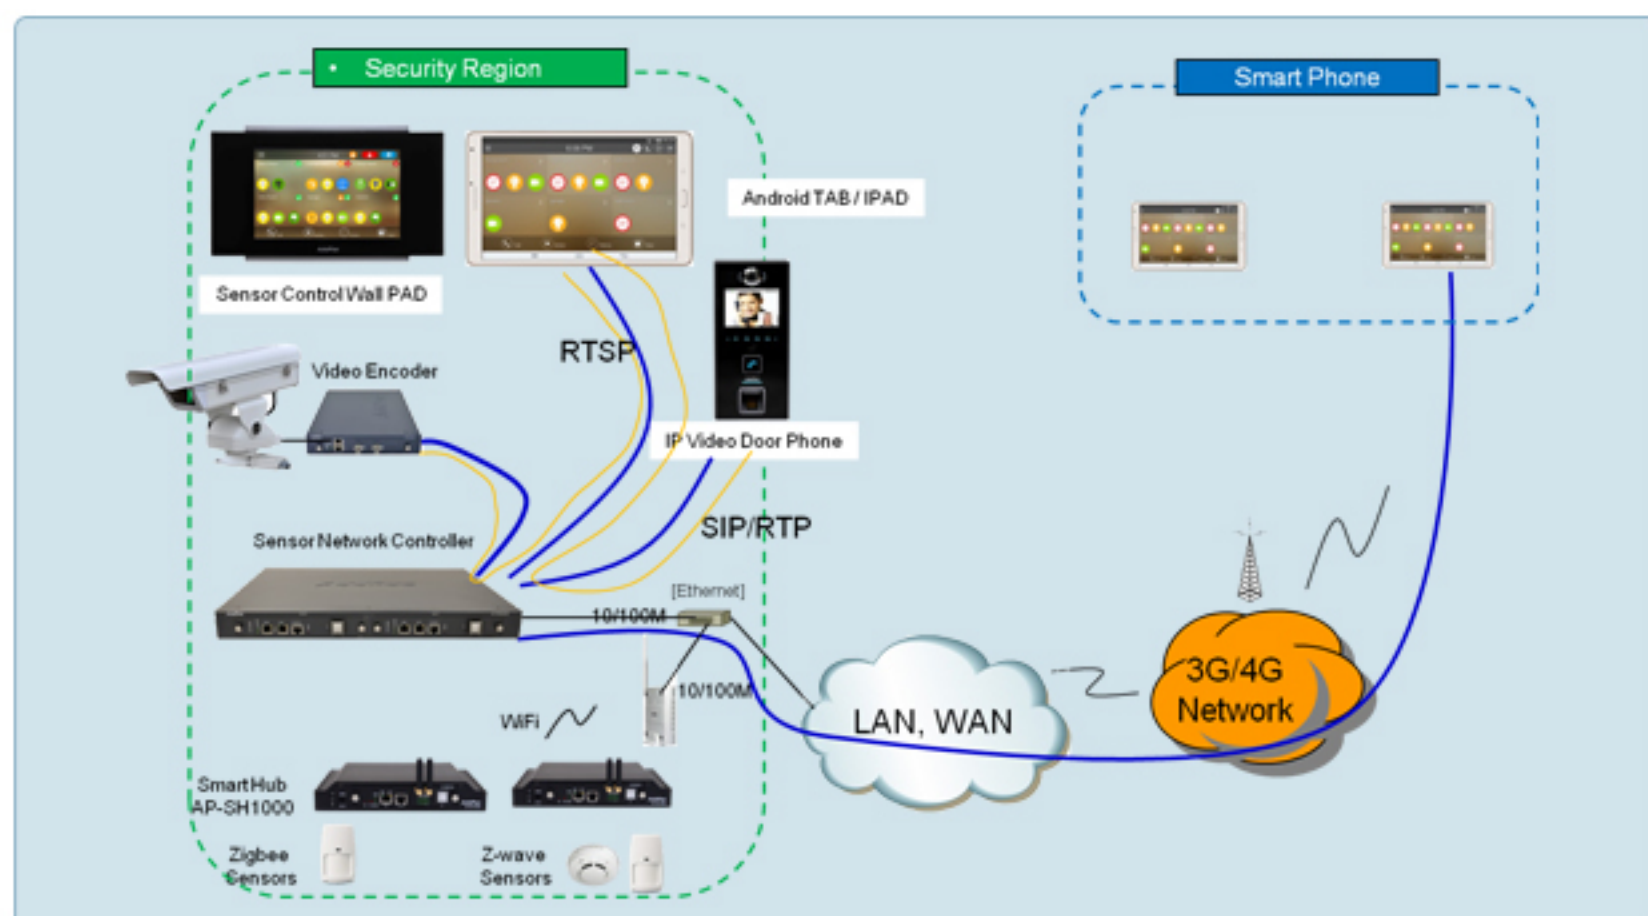 • Security Region
Smart Phone
Android TAB / IPAD
Sensor Control Wall PAD
RTSP
Video Encoder
IP Video Door Phone
SIP/RTP
Sensor Network Controller
[Ethernet]
10/100M
3G/4G
Network
10/100M
LAN, WAN
WiFi
Smart Hub
AP-SH1000
Zigbee
Sensors
Z-wave
Sensors